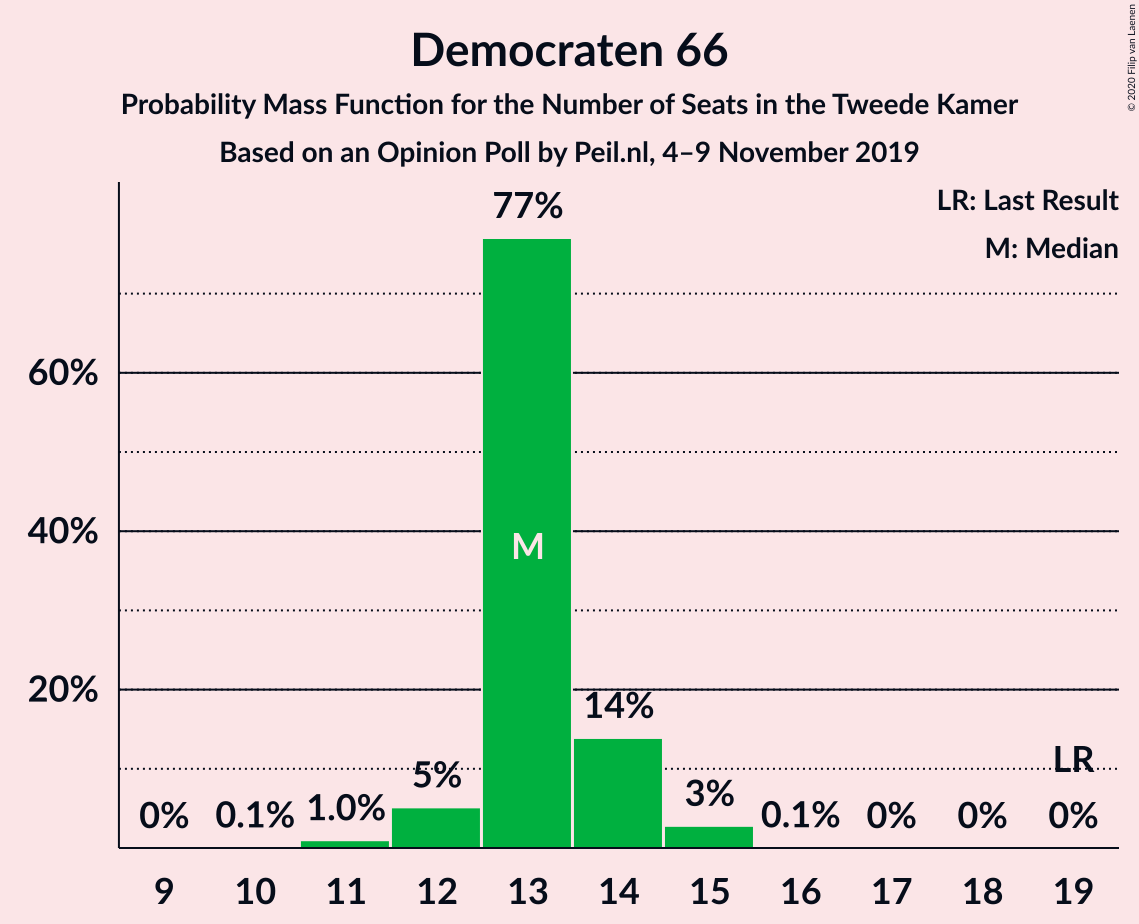 Democraten 66
Probability Mass Function for the Number of Seats in the Tweede Kamer
Based on an Opinion Poll by Peil.nl, 4–9 November 2019
© 2020 Filip van Laenen
LR: Last Result
M: Median
77%
60%
40%
20%
M
14%
5%
3%
LR
0%
0.1%
1.0%
0.1%
0%
0%
0%
9 10 11 12 13 14 15 16 17 18 19